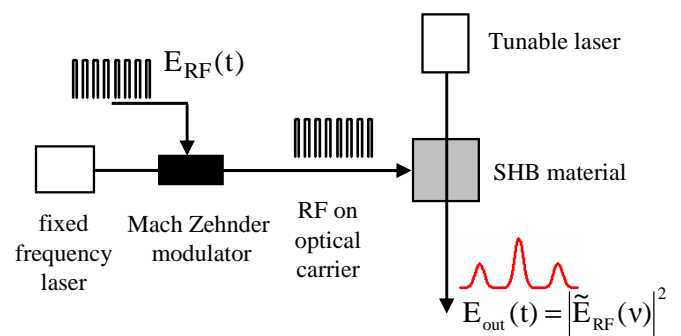 E_RF(t)
Tunable laser
SHB material
fixed
frequency
laser
Mach Zehnder
modulator
RF on
optical
carrier
E_out(t) = |Ẽ_RF(ν)|²